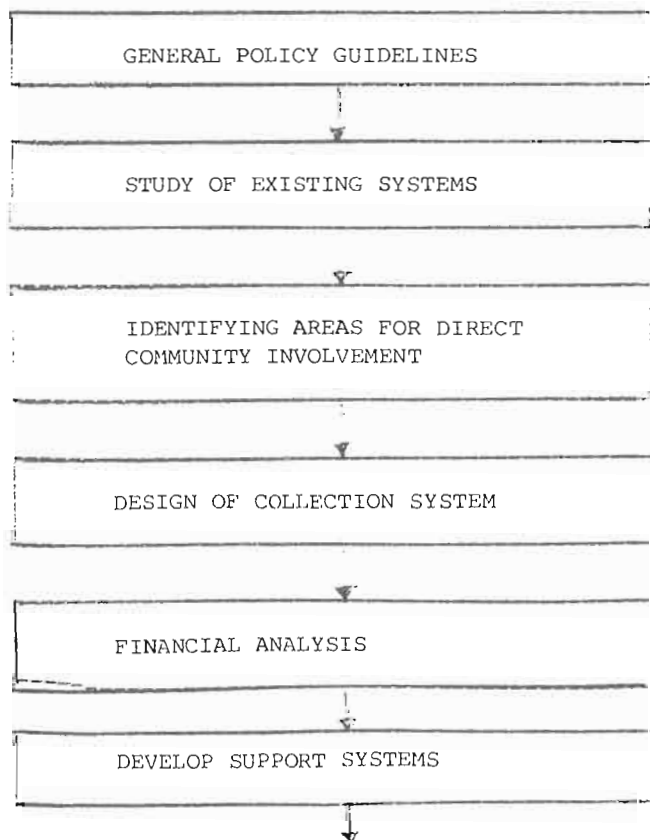 GENERAL POLICY GUIDELINES
STUDY OF EXISTING SYSTEMS
IDENTIFYING AREAS FOR DIRECT
COMMUNITY INVOLVEMENT
DESIGN OF COLLECTION SYSTEM
FINANCIAL ANALYSIS
DEVELOP SUPPORT SYSTEMS